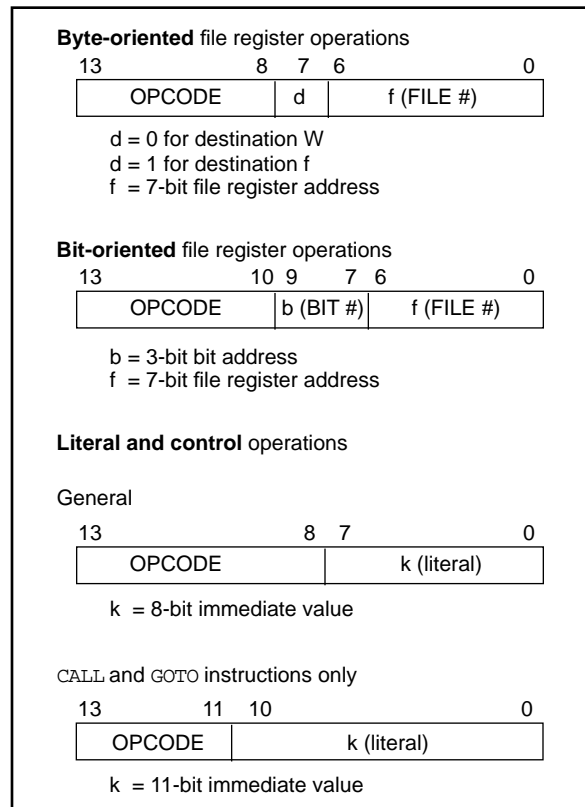 Byte-oriented file register operations
13 8 7 6 0
OPCODE d f (FILE #)
d = 0 for destination W
d = 1 for destination f
f = 7-bit file register address
Bit-oriented file register operations
13 10 9 7 6 0
OPCODE b (BIT #) f (FILE #)
b = 3-bit bit address
f = 7-bit file register address
Literal and control operations
General
13 8 7 0
OPCODE k (literal)
k = 8-bit immediate value
CALL and GOTO instructions only
13 11 10 0
OPCODE k (literal)
k = 11-bit immediate value